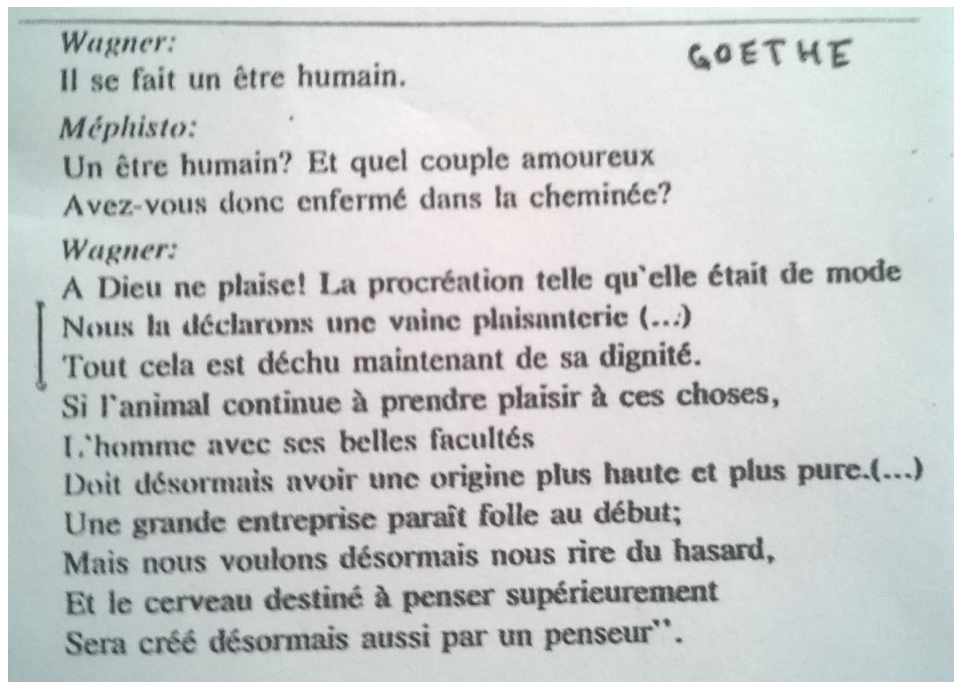 Wagner:
GOETHE
Il se fait un être humain.
Méphisto:
Un être humain? Et quel couple amoureux
Avez-vous donc enfermé dans la cheminée?
Wagner:
A Dieu ne plaise! La procréation telle qu'elle était de mode
Nous la déclarons une vaine plaisanterie (...)
Tout cela est déchu maintenant de sa dignité.
Si l'animal continue à prendre plaisir à ces choses,
L'homme avec ses belles facultés
Doit désormais avoir une origine plus haute et plus pure.(...)
Une grande entreprise paraît folle au début;
Mais nous voulons désormais nous rire du hasard,
Et le cerveau destiné à penser supérieurement
Sera créé désormais aussi par un penseur".